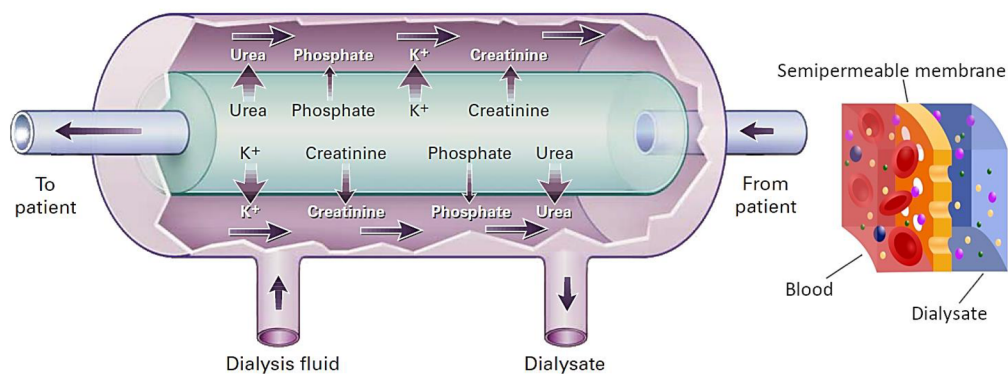 Urea Phosphate K+ Creatinine
Urea Phosphate K+ Creatinine
K+ Creatinine Phosphate Urea
K+ Creatinine Phosphate Urea
To
patient
From
patient
Dialysis fluid
Dialysate
Semipermeable membrane
Blood
Dialysate